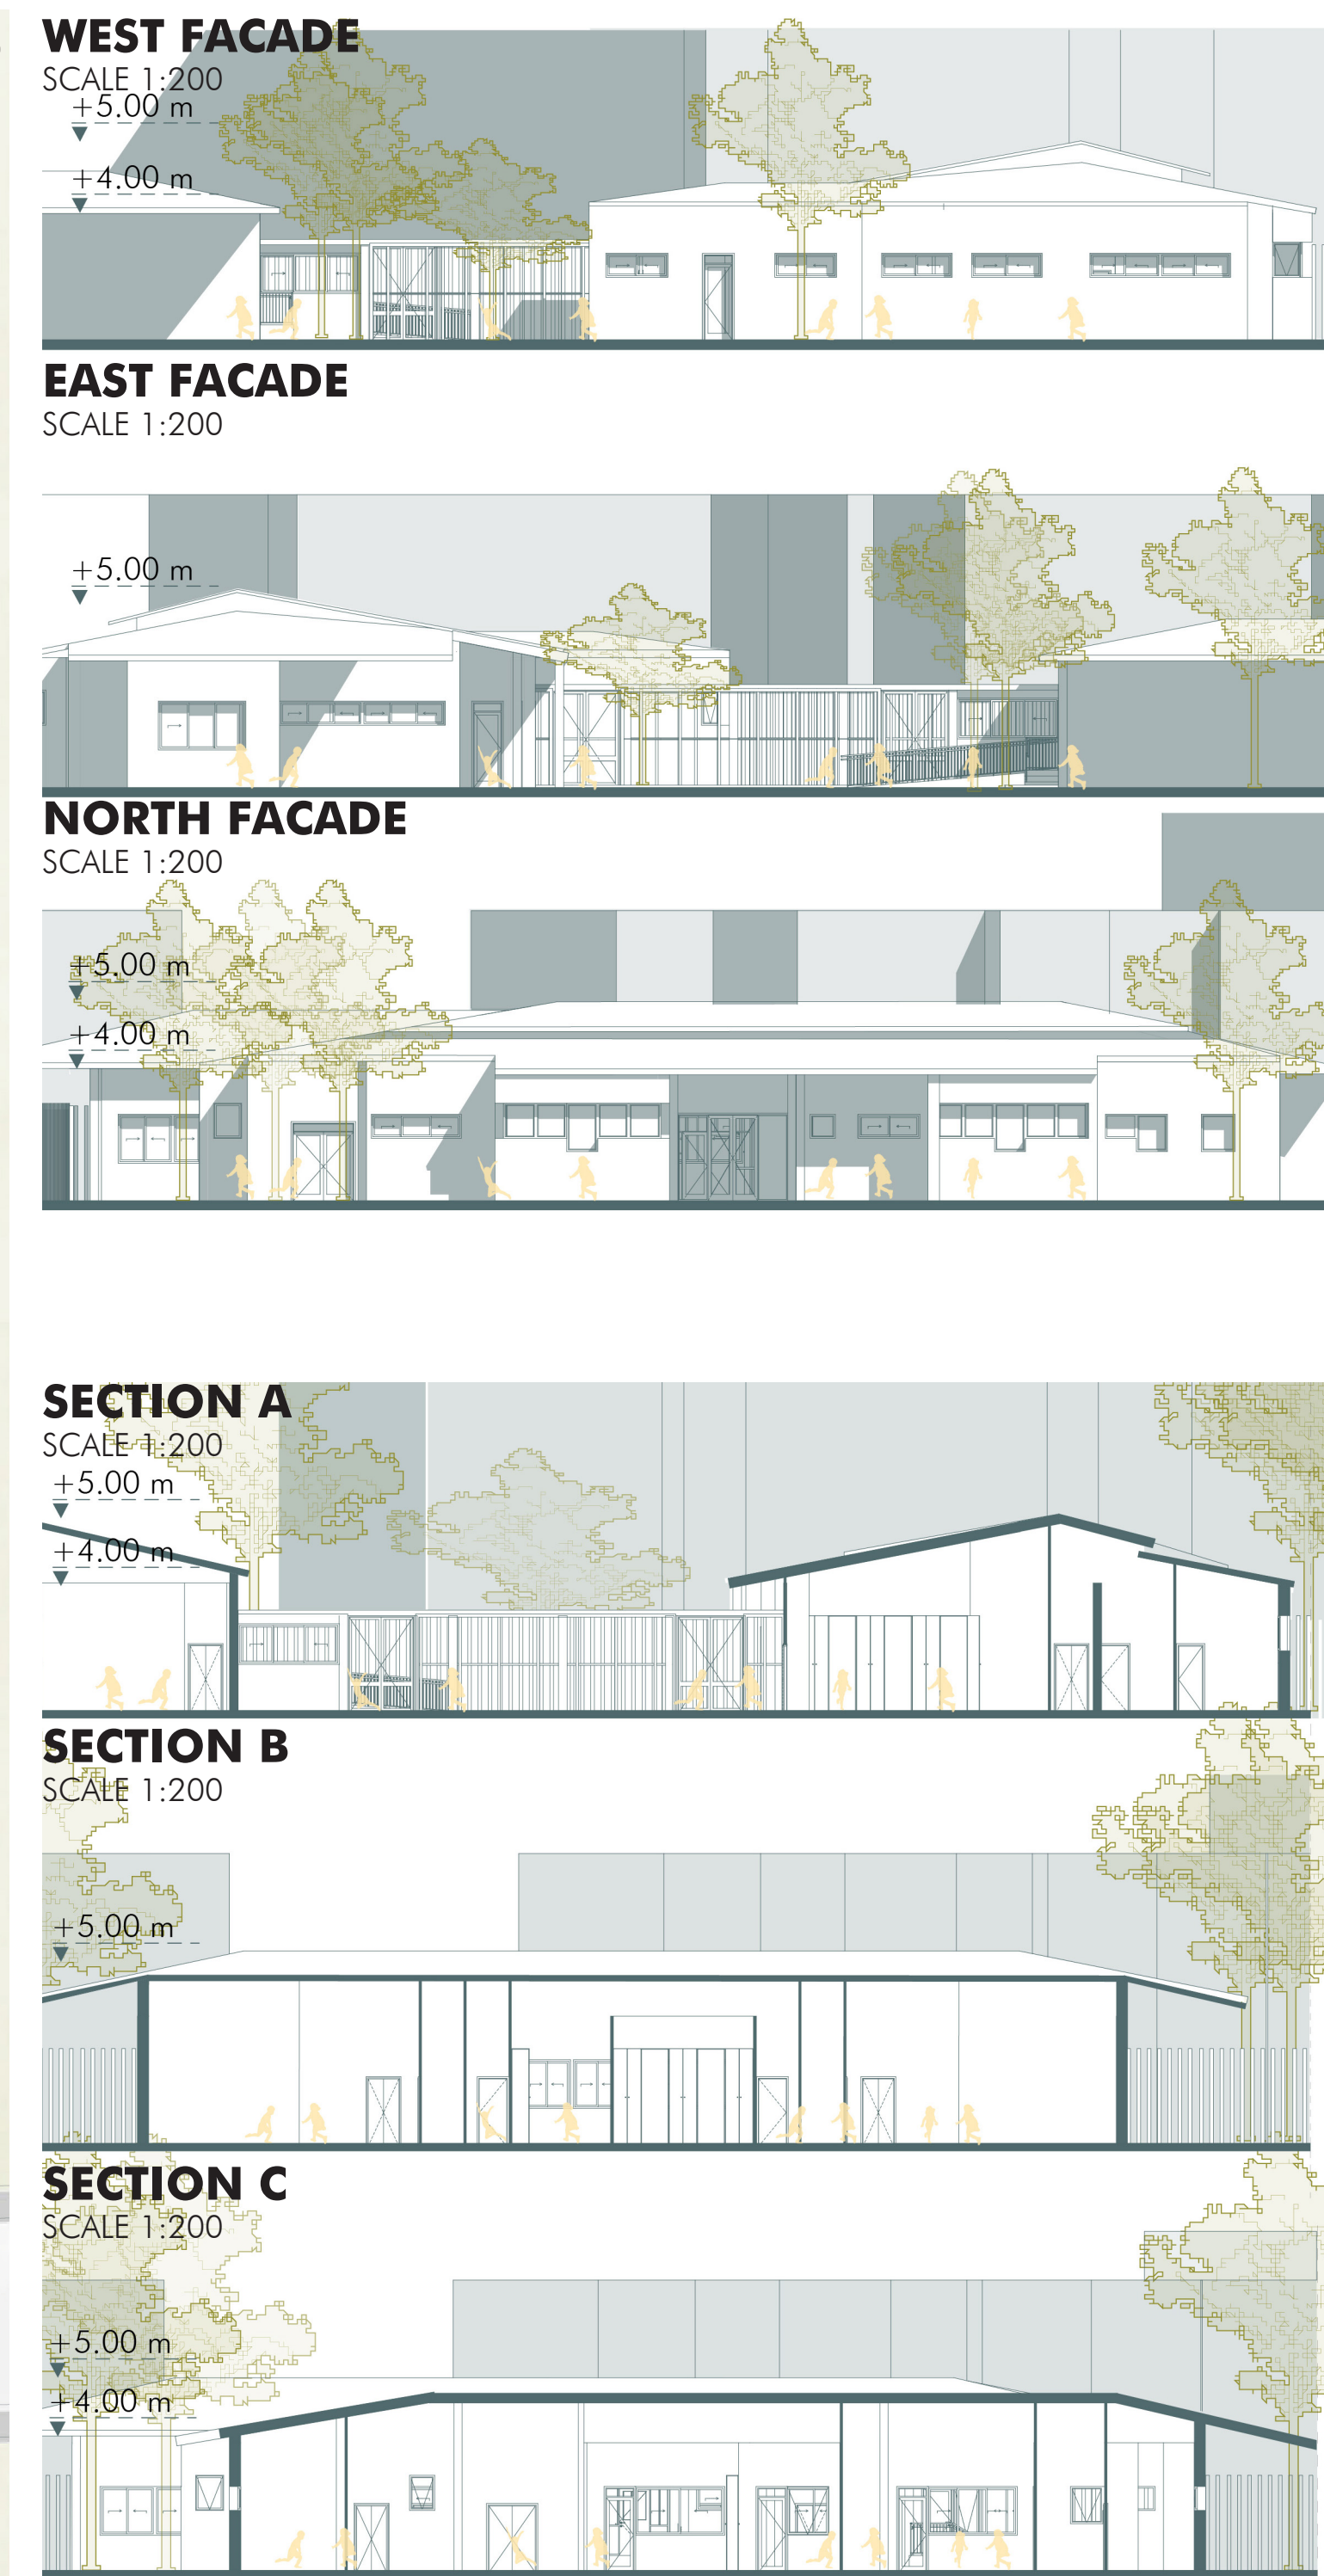 WEST FACADE
SCALE 1:200
+5.00 m
+4.00 m
EAST FACADE
SCALE 1:200
+5.00 m
NORTH FACADE
SCALE 1:200
+5.00 m
+4.00 m
SECTION A
SCALE 1:200
+5.00 m
+4.00 m
SECTION B
SCALE 1:200
+5.00 m
SECTION C
SCALE 1:200
+5.00 m
+4.00 m